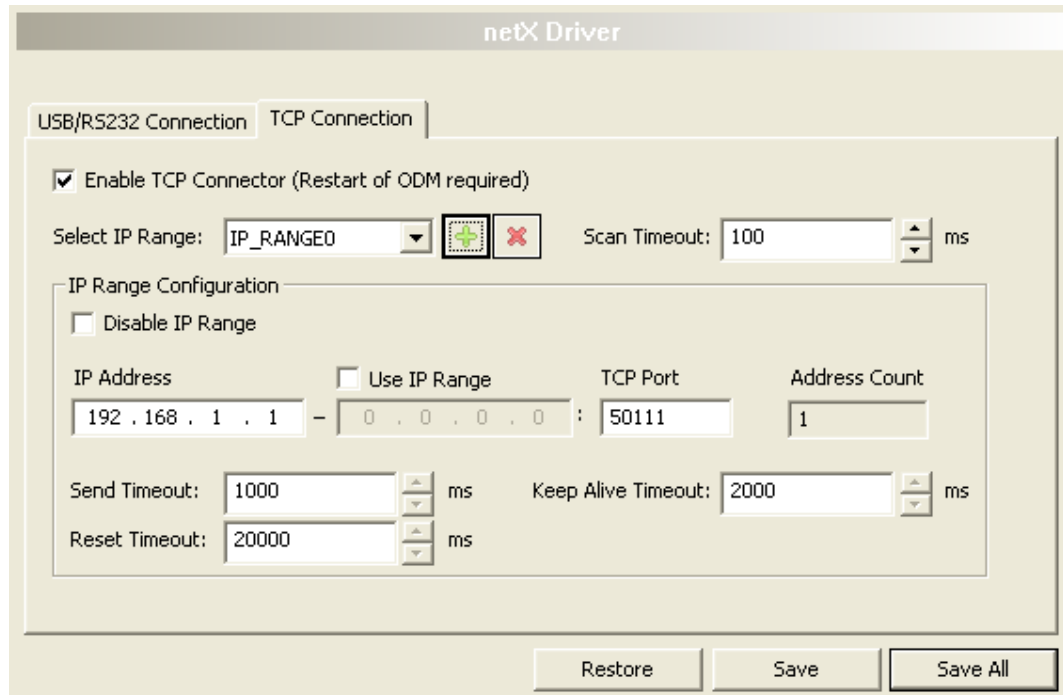 netX Driver
USB/RS232 Connection TCP Connection
Enable TCP Connector (Restart of ODM required)
Select IP Range: IP_RANGE0 Scan Timeout: 100 ms
IP Range Configuration
Disable IP Range
IP Address Use IP Range TCP Port Address Count
192 . 168 . 1 . 1 – 0 . 0 . 0 . 0 : 50111 1
Send Timeout: 1000 ms Keep Alive Timeout: 2000 ms
Reset Timeout: 20000 ms
Restore Save Save All